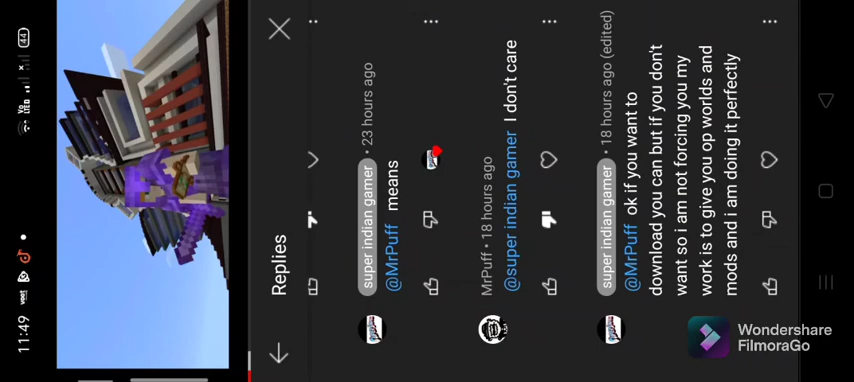 11:49
44
Replies
super indian gamer • 23 hours ago
@MrPuff means
MrPuff • 18 hours ago
@super indian gamer I don't care
super indian gamer • 18 hours ago (edited)
@MrPuff ok if you want to
download you can but if you don't
want so i am not forcing you my
work is to give you op worlds and
mods and i am doing it perfectly
Wondershare
FilmoraGo